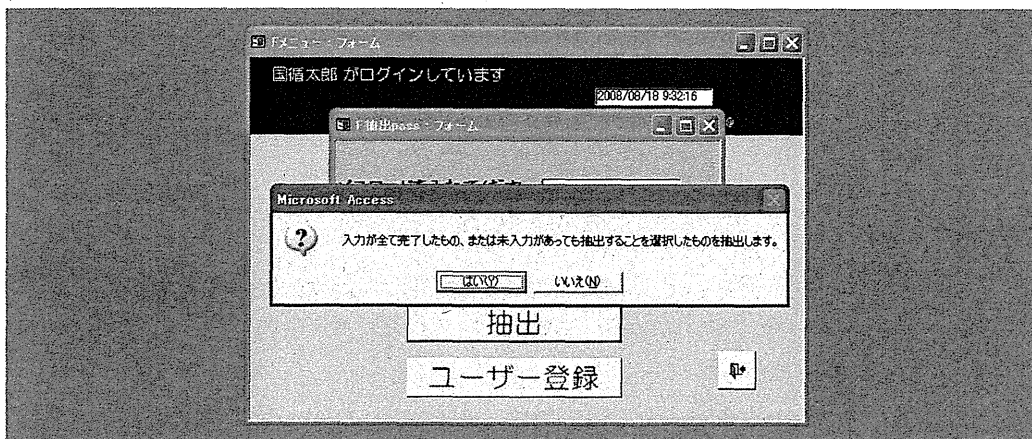 Fメニュー : フォーム
国循太郎 がログインしています
2008/08/18 9:32:16
F抽出pass : フォーム
Microsoft Access
入力が全て完了したもの、または未入力があっても抽出することを選択したものを抽出します。
はい(Y)
いいえ(N)
抽出
ユーザー登録